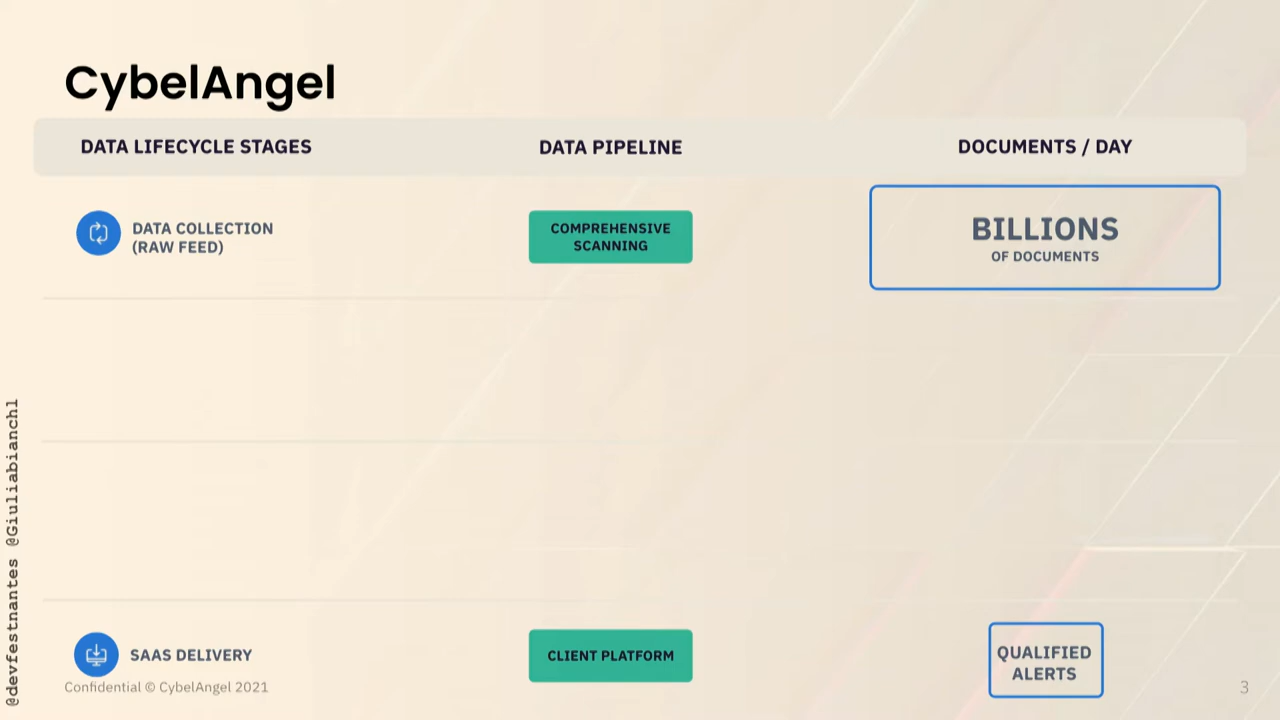 CybelAngel
DATA LIFECYCLE STAGES
DATA PIPELINE
DOCUMENTS / DAY
DATA COLLECTION
(RAW FEED)
COMPREHENSIVE
SCANNING
BILLIONS
OF DOCUMENTS
SAAS DELIVERY
CLIENT PLATFORM
QUALIFIED
ALERTS
Confidential © CybelAngel 2021
3
@devfestnantes @Giuliabianchl